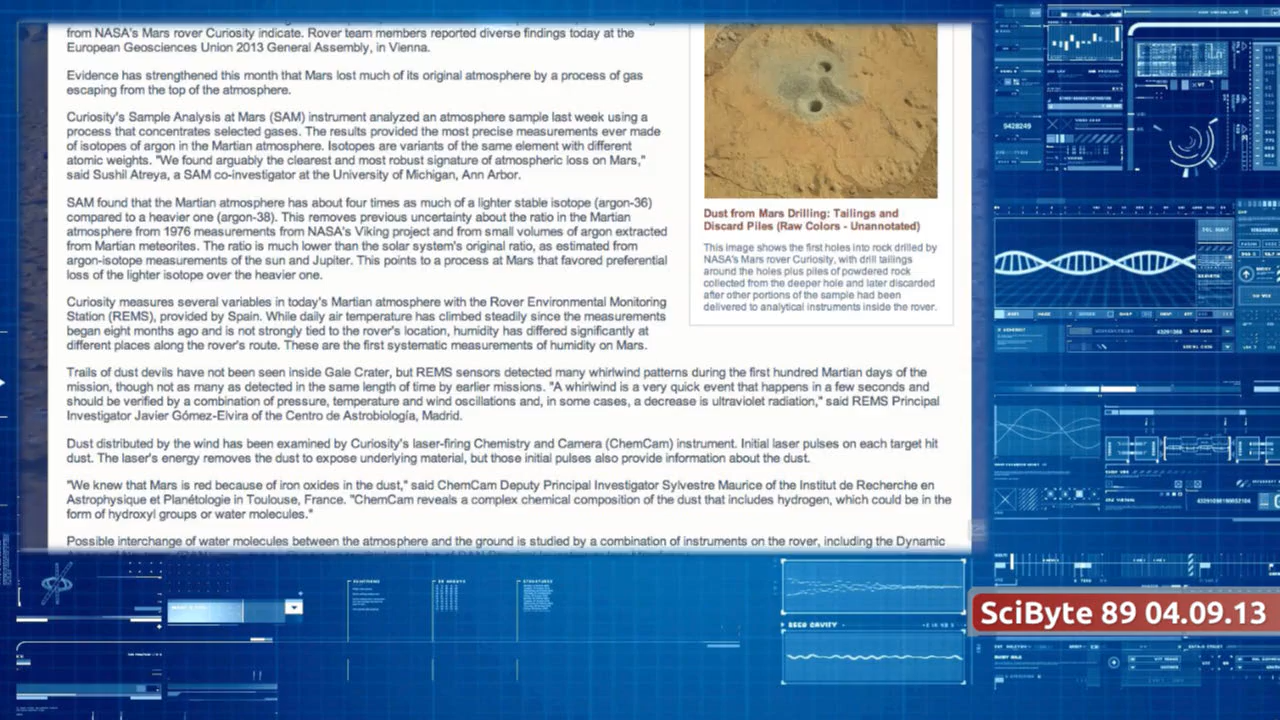 from NASA's Mars rover Curiosity indicate. Rover team members reported diverse findings today at the
European Geosciences Union 2013 General Assembly, in Vienna.
Evidence has strengthened this month that Mars lost much of its original atmosphere by a process of gas
escaping from the top of the atmosphere.
Curiosity's Sample Analysis at Mars (SAM) instrument analyzed an atmosphere sample last week using a
process that concentrates selected gases. The results provided the most precise measurements ever made
of isotopes of argon in the Martian atmosphere. Isotopes are variants of the same element with different
atomic weights. "We found arguably the clearest and most robust signature of atmospheric loss on Mars,"
said Sushil Atreya, a SAM co-investigator at the University of Michigan, Ann Arbor.
SAM found that the Martian atmosphere has about four times as much of a lighter stable isotope (argon-36)
compared to a heavier one (argon-38). This removes previous uncertainty about the ratio in the Martian
atmosphere from 1976 measurements from NASA's Viking project and from small volumes of argon extracted
from Martian meteorites. The ratio is much lower than the solar system's original ratio, as estimated from
argon-isotope measurements of the sun and Jupiter. This points to a process at Mars that favored preferential
loss of the lighter isotope over the heavier one.
Curiosity measures several variables in today's Martian atmosphere with the Rover Environmental Monitoring
Station (REMS), provided by Spain. While daily air temperature has climbed steadily since the measurements
began eight months ago and is not strongly tied to the rover's location, humidity has differed significantly at
different places along the rover's route. These are the first systematic measurements of humidity on Mars.
Trails of dust devils have not been seen inside Gale Crater, but REMS sensors detected many whirlwind patterns during the first hundred Martian days of the
mission, though not as many as detected in the same length of time by earlier missions. "A whirlwind is a very quick event that happens in a few seconds and
should be verified by a combination of pressure, temperature and wind oscillations and, in some cases, a decrease is ultraviolet radiation," said REMS Principal
Investigator Javier Gómez-Elvira of the Centro de Astrobiología, Madrid.
Dust distributed by the wind has been examined by Curiosity's laser-firing Chemistry and Camera (ChemCam) instrument. Initial laser pulses on each target hit
dust. The laser's energy removes the dust to expose underlying material, but those initial pulses also provide information about the dust.
"We knew that Mars is red because of iron oxides in the dust," said ChemCam Deputy Principal Investigator Sylvestre Maurice of the Institut de Recherche en
Astrophysique et Planétologie in Toulouse, France. "ChemCam reveals a complex chemical composition of the dust that includes hydrogen, which could be in the
form of hydroxyl groups or water molecules."
Possible interchange of water molecules between the atmosphere and the ground is studied by a combination of instruments on the rover, including the Dynamic
Dust from Mars Drilling: Tailings and
Discard Piles (Raw Colors - Unannotated)
This image shows the first holes into rock drilled by
NASA's Mars rover Curiosity, with drill tailings
around the holes plus piles of powdered rock
collected from the deeper hole and later discarded
after other portions of the sample had been
delivered to analytical instruments inside the rover.
9428249
SciByte 89 04.09.13